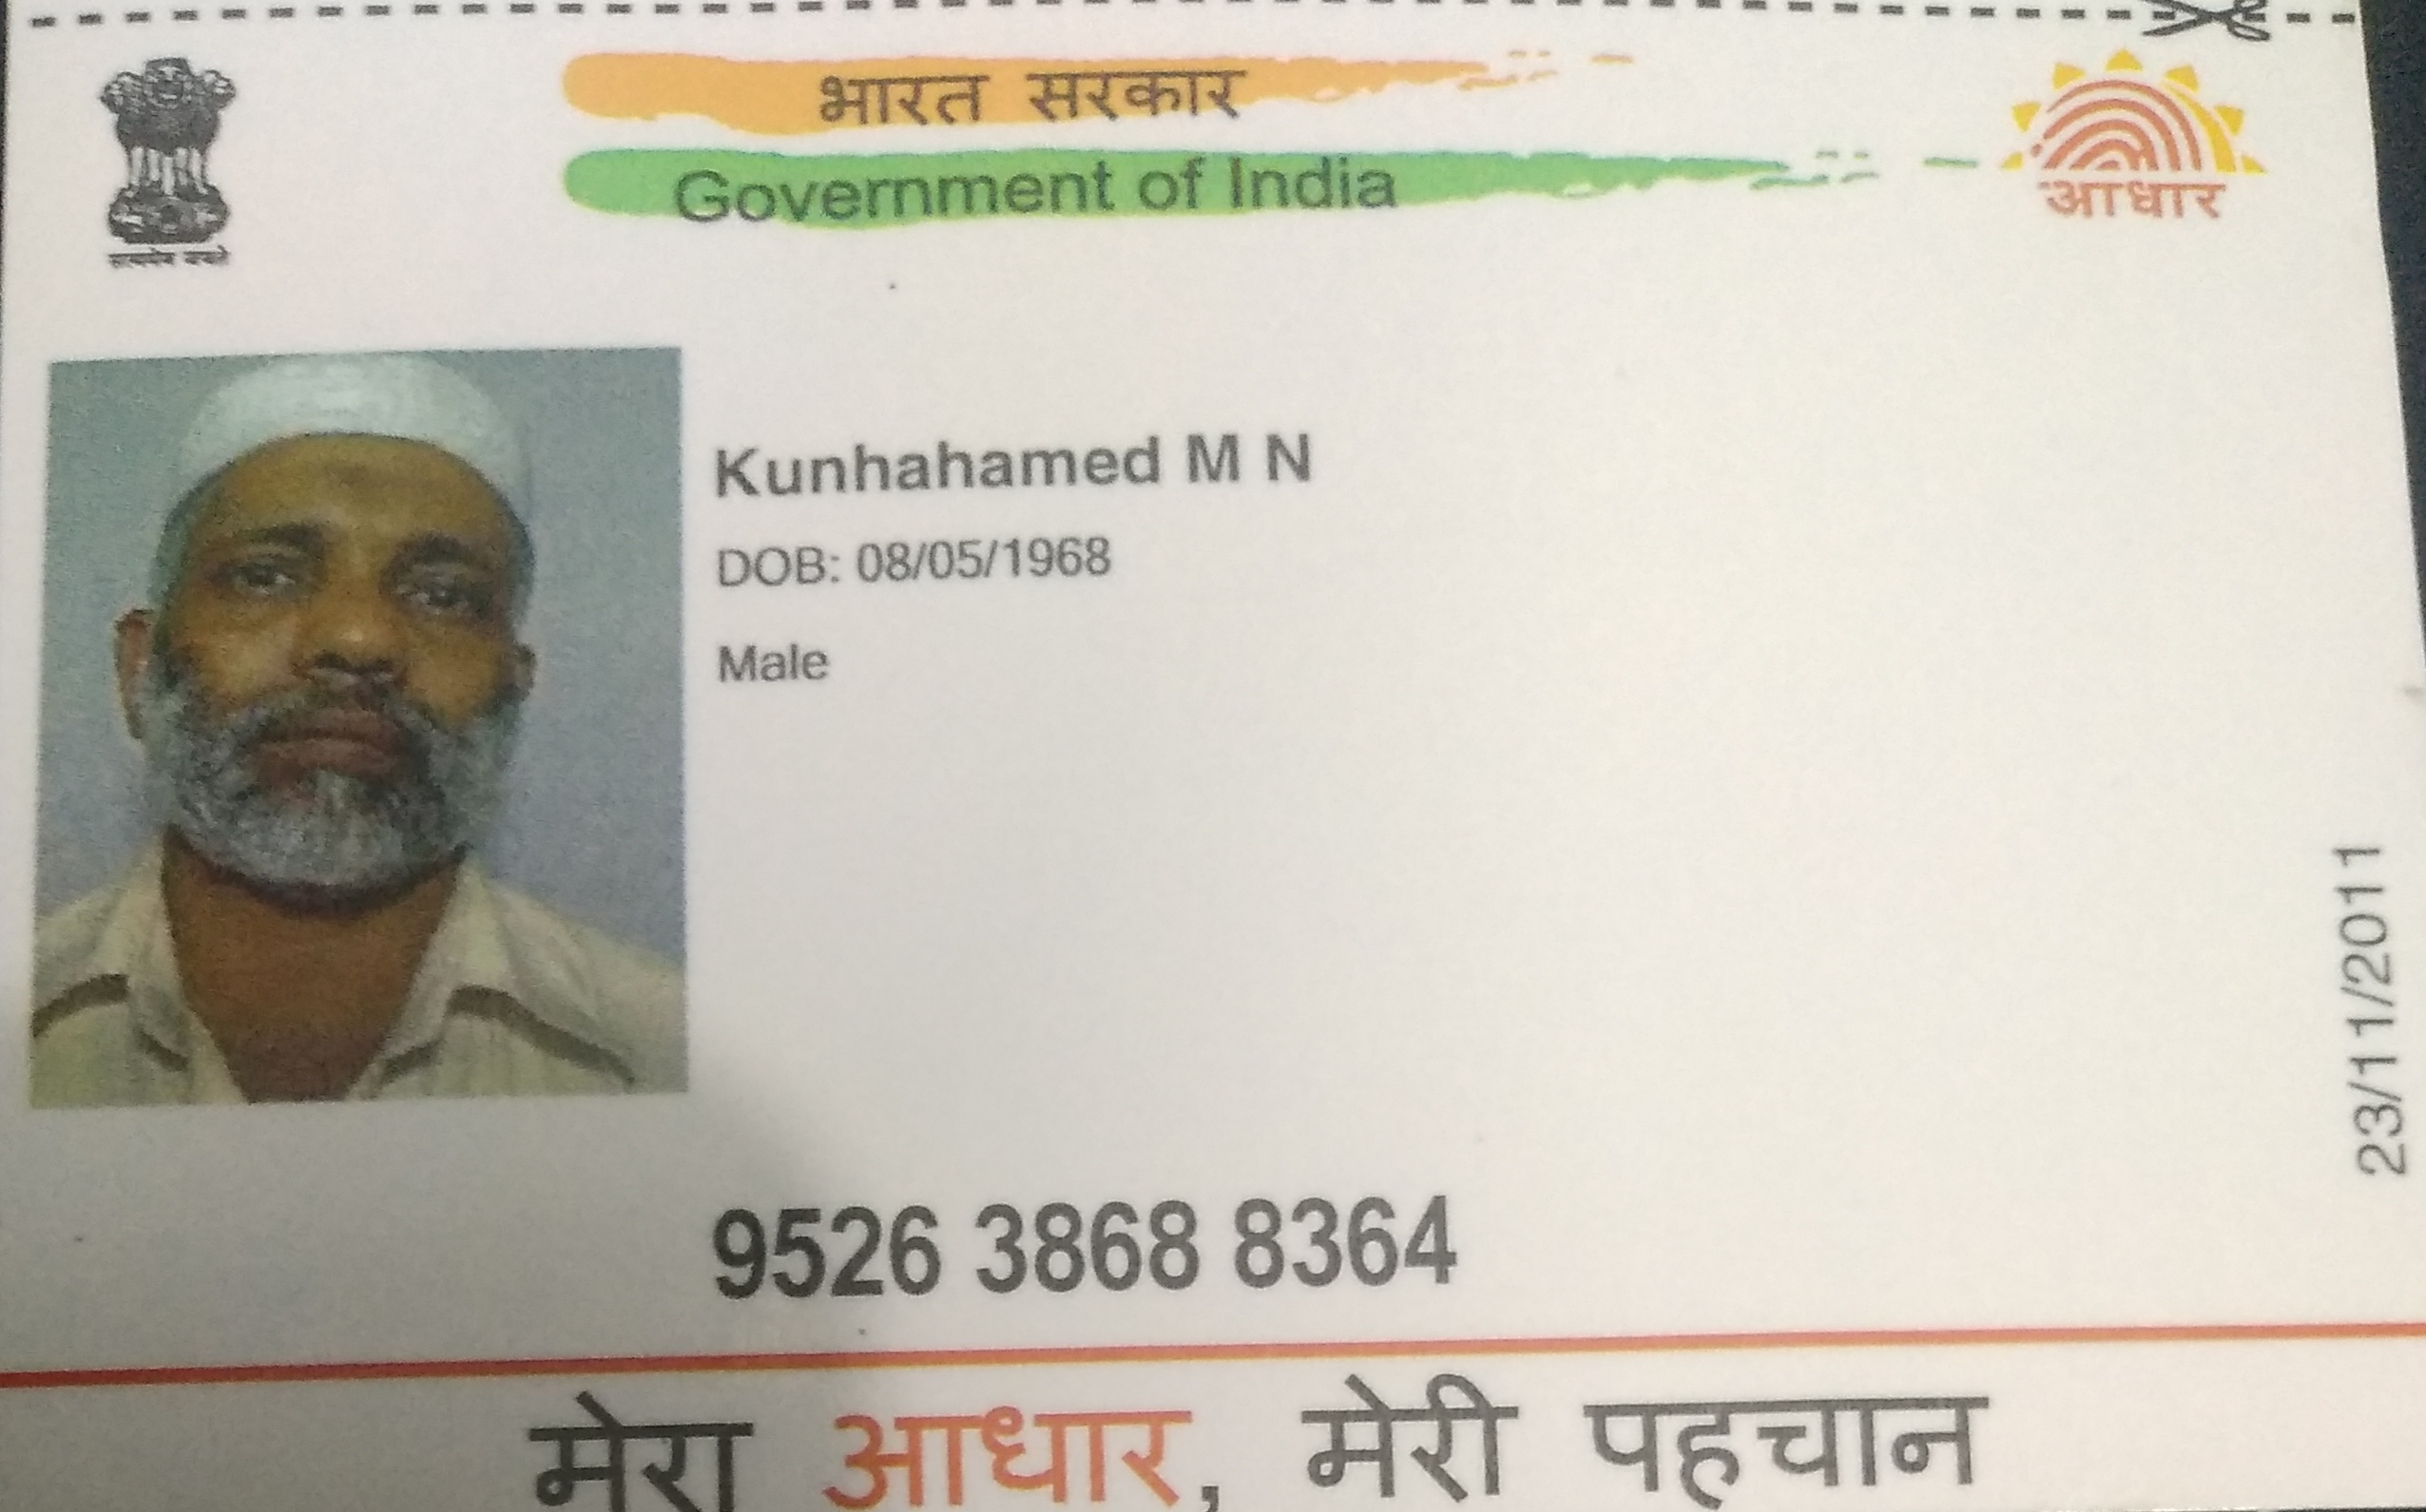 भारत सरकार
Government of India
आधार
सत्यमेव जयते
Kunhahamed M N
DOB: 08/05/1968
Male
23/11/2011
9526 3868 8364
मेरा आधार, मेरी पहचान